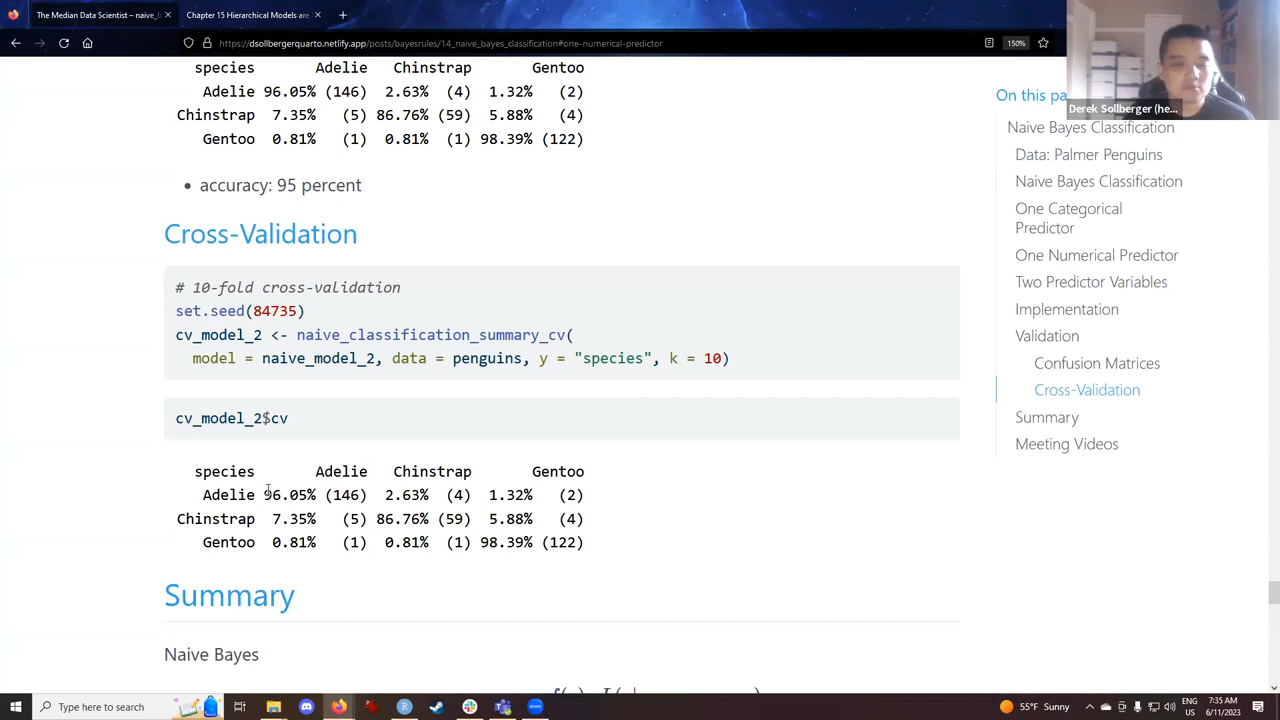 The Median Data Scientist – naive_b
Chapter 15 Hierarchical Models are
https://dsollbergerquarto.netlify.app/posts/bayesrules/14_naive_bayes_classification#one-numerical-predictor
150%
Derek Sollberger (he...
species Adelie Chinstrap Gentoo
Adelie 96.05% (146) 2.63% (4) 1.32% (2)
Chinstrap 7.35% (5) 86.76% (59) 5.88% (4)
Gentoo 0.81% (1) 0.81% (1) 98.39% (122)
• accuracy: 95 percent
Cross-Validation
# 10-fold cross-validation
set.seed(84735)
cv_model_2 <- naive_classification_summary_cv(
model = naive_model_2, data = penguins, y = "species", k = 10)
cv_model_2$cv
species Adelie Chinstrap Gentoo
Adelie 96.05% (146) 2.63% (4) 1.32% (2)
Chinstrap 7.35% (5) 86.76% (59) 5.88% (4)
Gentoo 0.81% (1) 0.81% (1) 98.39% (122)
Summary
Naive Bayes
On this pa
Naive Bayes Classification
Data: Palmer Penguins
Naive Bayes Classification
One Categorical
Predictor
One Numerical Predictor
Two Predictor Variables
Implementation
Validation
Confusion Matrices
Cross-Validation
Summary
Meeting Videos
Type here to search
55°F Sunny
ENG
US
7:35 AM
6/11/2023